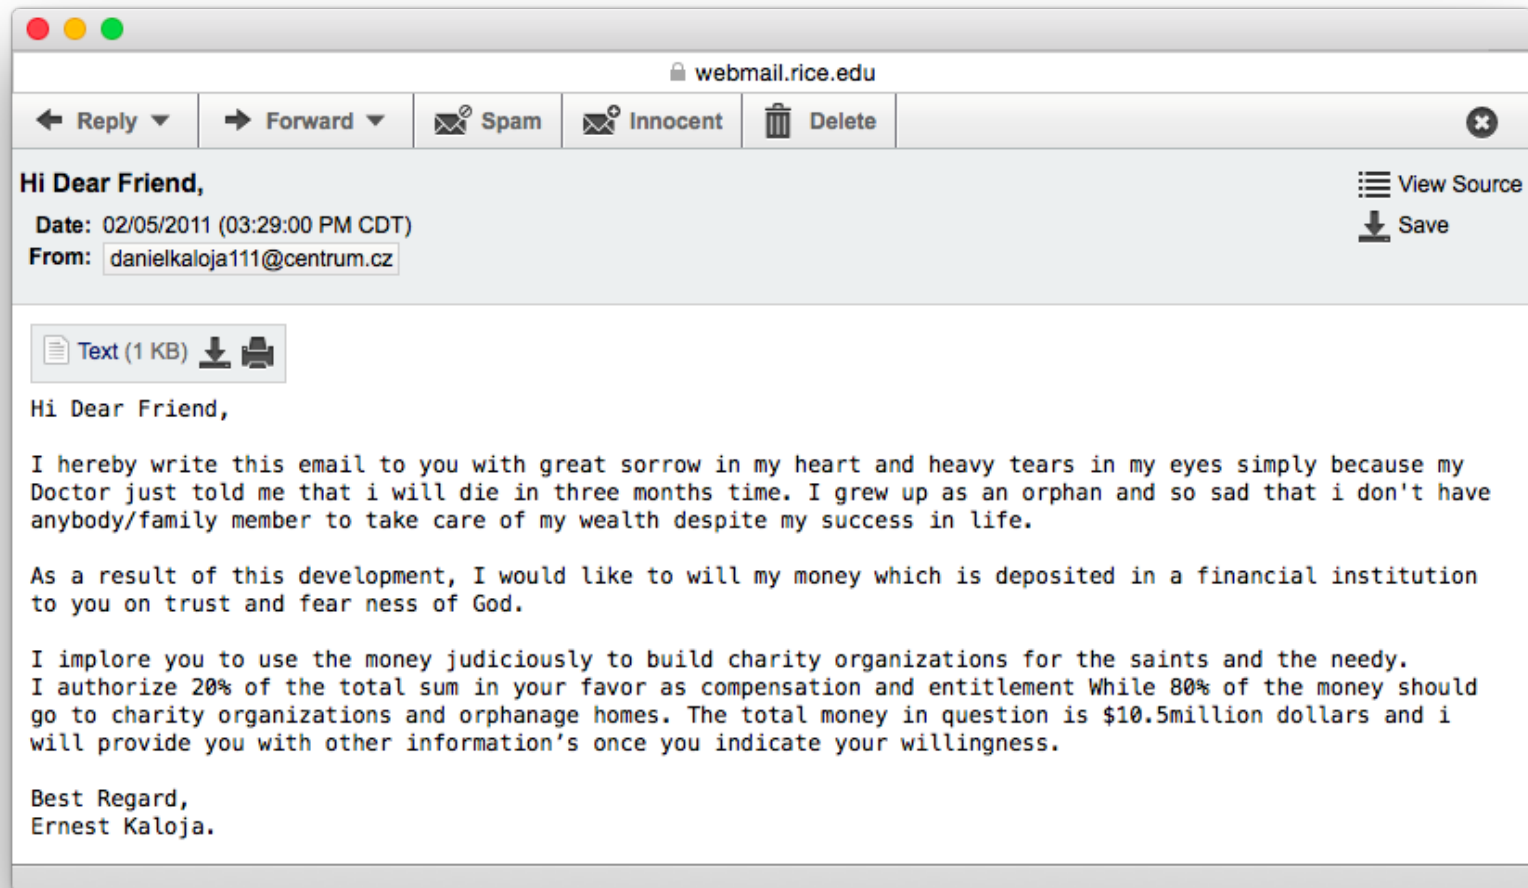 webmail.rice.edu
Reply Forward Spam Innocent Delete
Hi Dear Friend,
View Source
Date: 02/05/2011 (03:29:00 PM CDT)
Save
From: danielkaloja111@centrum.cz
Text (1 KB)
Hi Dear Friend,
I hereby write this email to you with great sorrow in my heart and heavy tears in my eyes simply because my
Doctor just told me that i will die in three months time. I grew up as an orphan and so sad that i don't have
anybody/family member to take care of my wealth despite my success in life.
As a result of this development, I would like to will my money which is deposited in a financial institution
to you on trust and fear ness of God.
I implore you to use the money judiciously to build charity organizations for the saints and the needy.
I authorize 20% of the total sum in your favor as compensation and entitlement While 80% of the money should
go to charity organizations and orphanage homes. The total money in question is $10.5million dollars and i
will provide you with other information’s once you indicate your willingness.
Best Regard,
Ernest Kaloja.